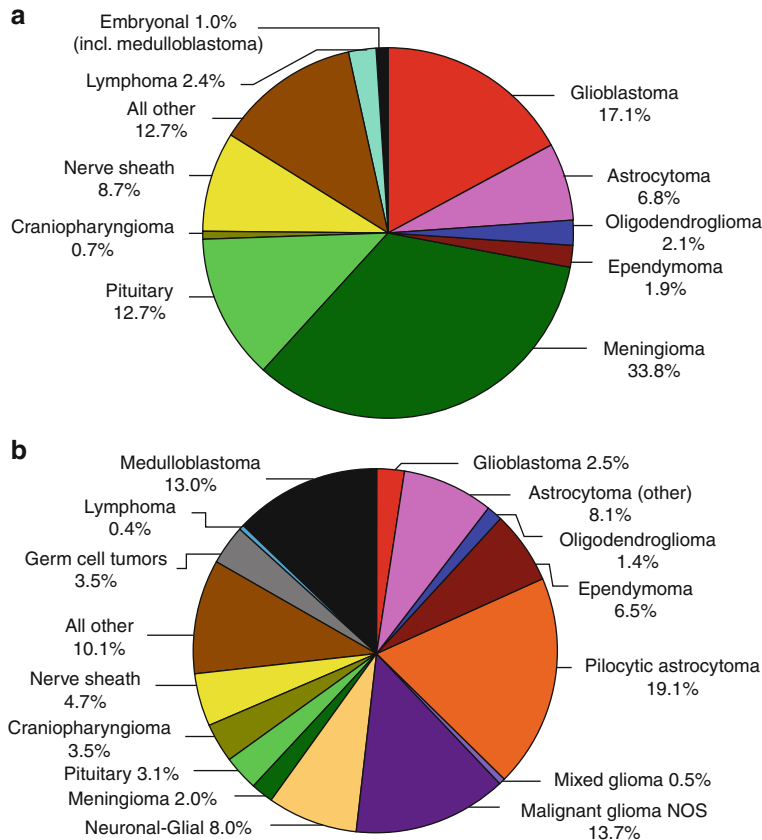 a
Embryonal 1.0%
(incl. medulloblastoma)
Lymphoma 2.4%
All other
12.7%
Nerve sheath
8.7%
Craniopharyngioma
0.7%
Pituitary
12.7%
Glioblastoma
17.1%
Astrocytoma
6.8%
Oligodendroglioma
2.1%
Ependymoma
1.9%
Meningioma
33.8%
b
Medulloblastoma
13.0%
Lymphoma
0.4%
Germ cell tumors
3.5%
All other
10.1%
Nerve sheath
4.7%
Craniopharyngioma
3.5%
Pituitary 3.1%
Meningioma 2.0%
Neuronal-Glial 8.0%
Glioblastoma 2.5%
Astrocytoma (other)
8.1%
Oligodendroglioma
1.4%
Ependymoma
6.5%
Pilocytic astrocytoma
19.1%
Mixed glioma 0.5%
Malignant glioma NOS
13.7%